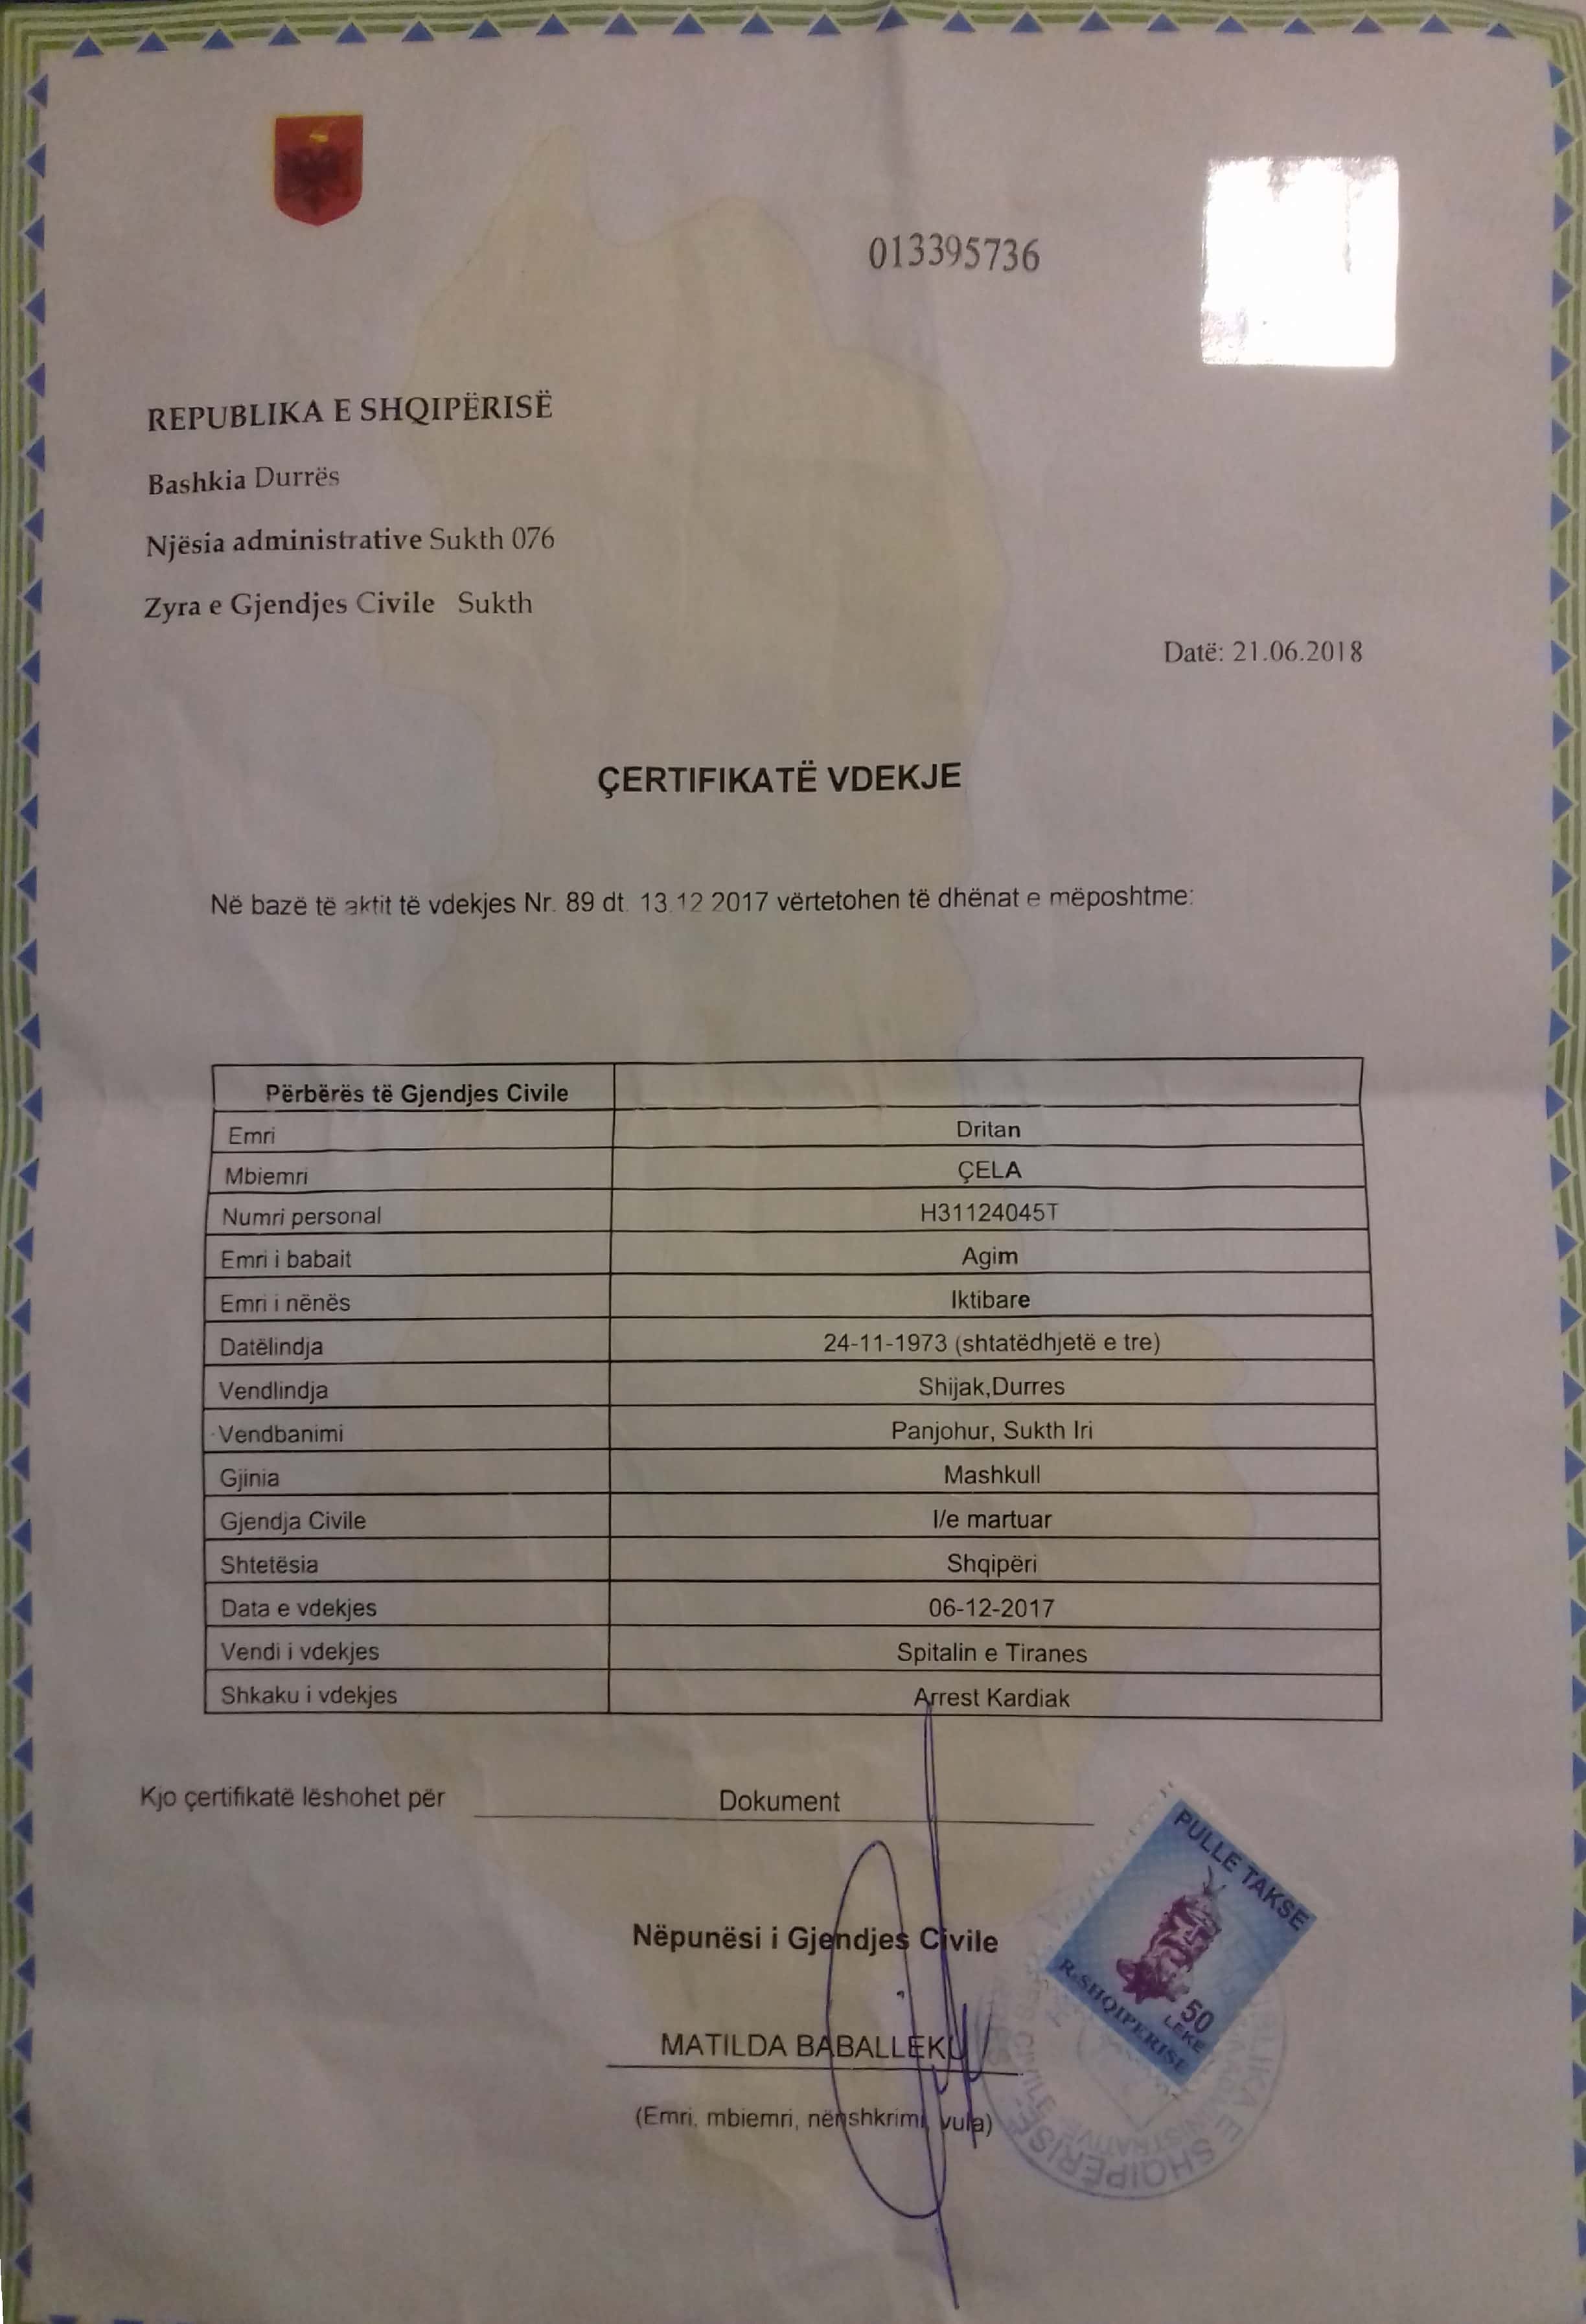 013395736
REPUBLIKA E SHQIPËRISË
Bashkia Durrës
Njësia administrative Sukth 076
Zyra e Gjendjes Civile Sukth
Datë: 21.06.2018
ÇERTIFIKATË VDEKJE
Në bazë të aktit të vdekjes Nr. 89 dt. 13.12.2017 vërtetohen të dhënat e mëposhtme:
Përbërës të Gjendjes Civile
Emri Dritan
Mbiemri ÇELA
Numri personal H31124045T
Emri i babait Agim
Emri i nënës Iktibare
Datëlindja 24-11-1973 (shtatëdhjetë e tre)
Vendlindja Shijak,Durres
Vendbanimi Panjohur, Sukth Iri
Gjinia Mashkull
Gjendja Civile I/e martuar
Shtetësia Shqipëri
Data e vdekjes 06-12-2017
Vendi i vdekjes Spitalin e Tiranes
Shkaku i vdekjes Arrest Kardiak
Kjo çertifikatë lëshohet për Dokument
Nëpunësi i Gjendjes Civile
MATILDA BABALLEKU
(Emri, mbiemri, nënshkrimi, vula)
PULLE TAKSE
50
LEKE
R.SHQIPERISE
E SHQIPËRISË